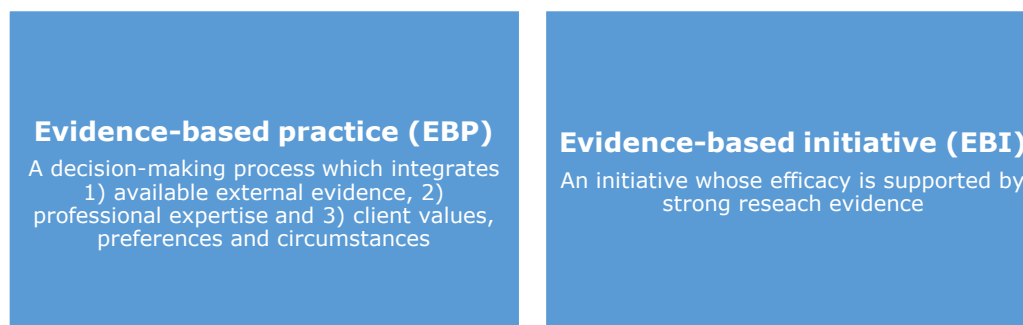 Evidence-based practice (EBP)
A decision-making process which integrates
1) available external evidence, 2)
professional expertise and 3) client values,
preferences and circumstances
Evidence-based initiative (EBI)
An initiative whose efficacy is supported by
strong reseach evidence